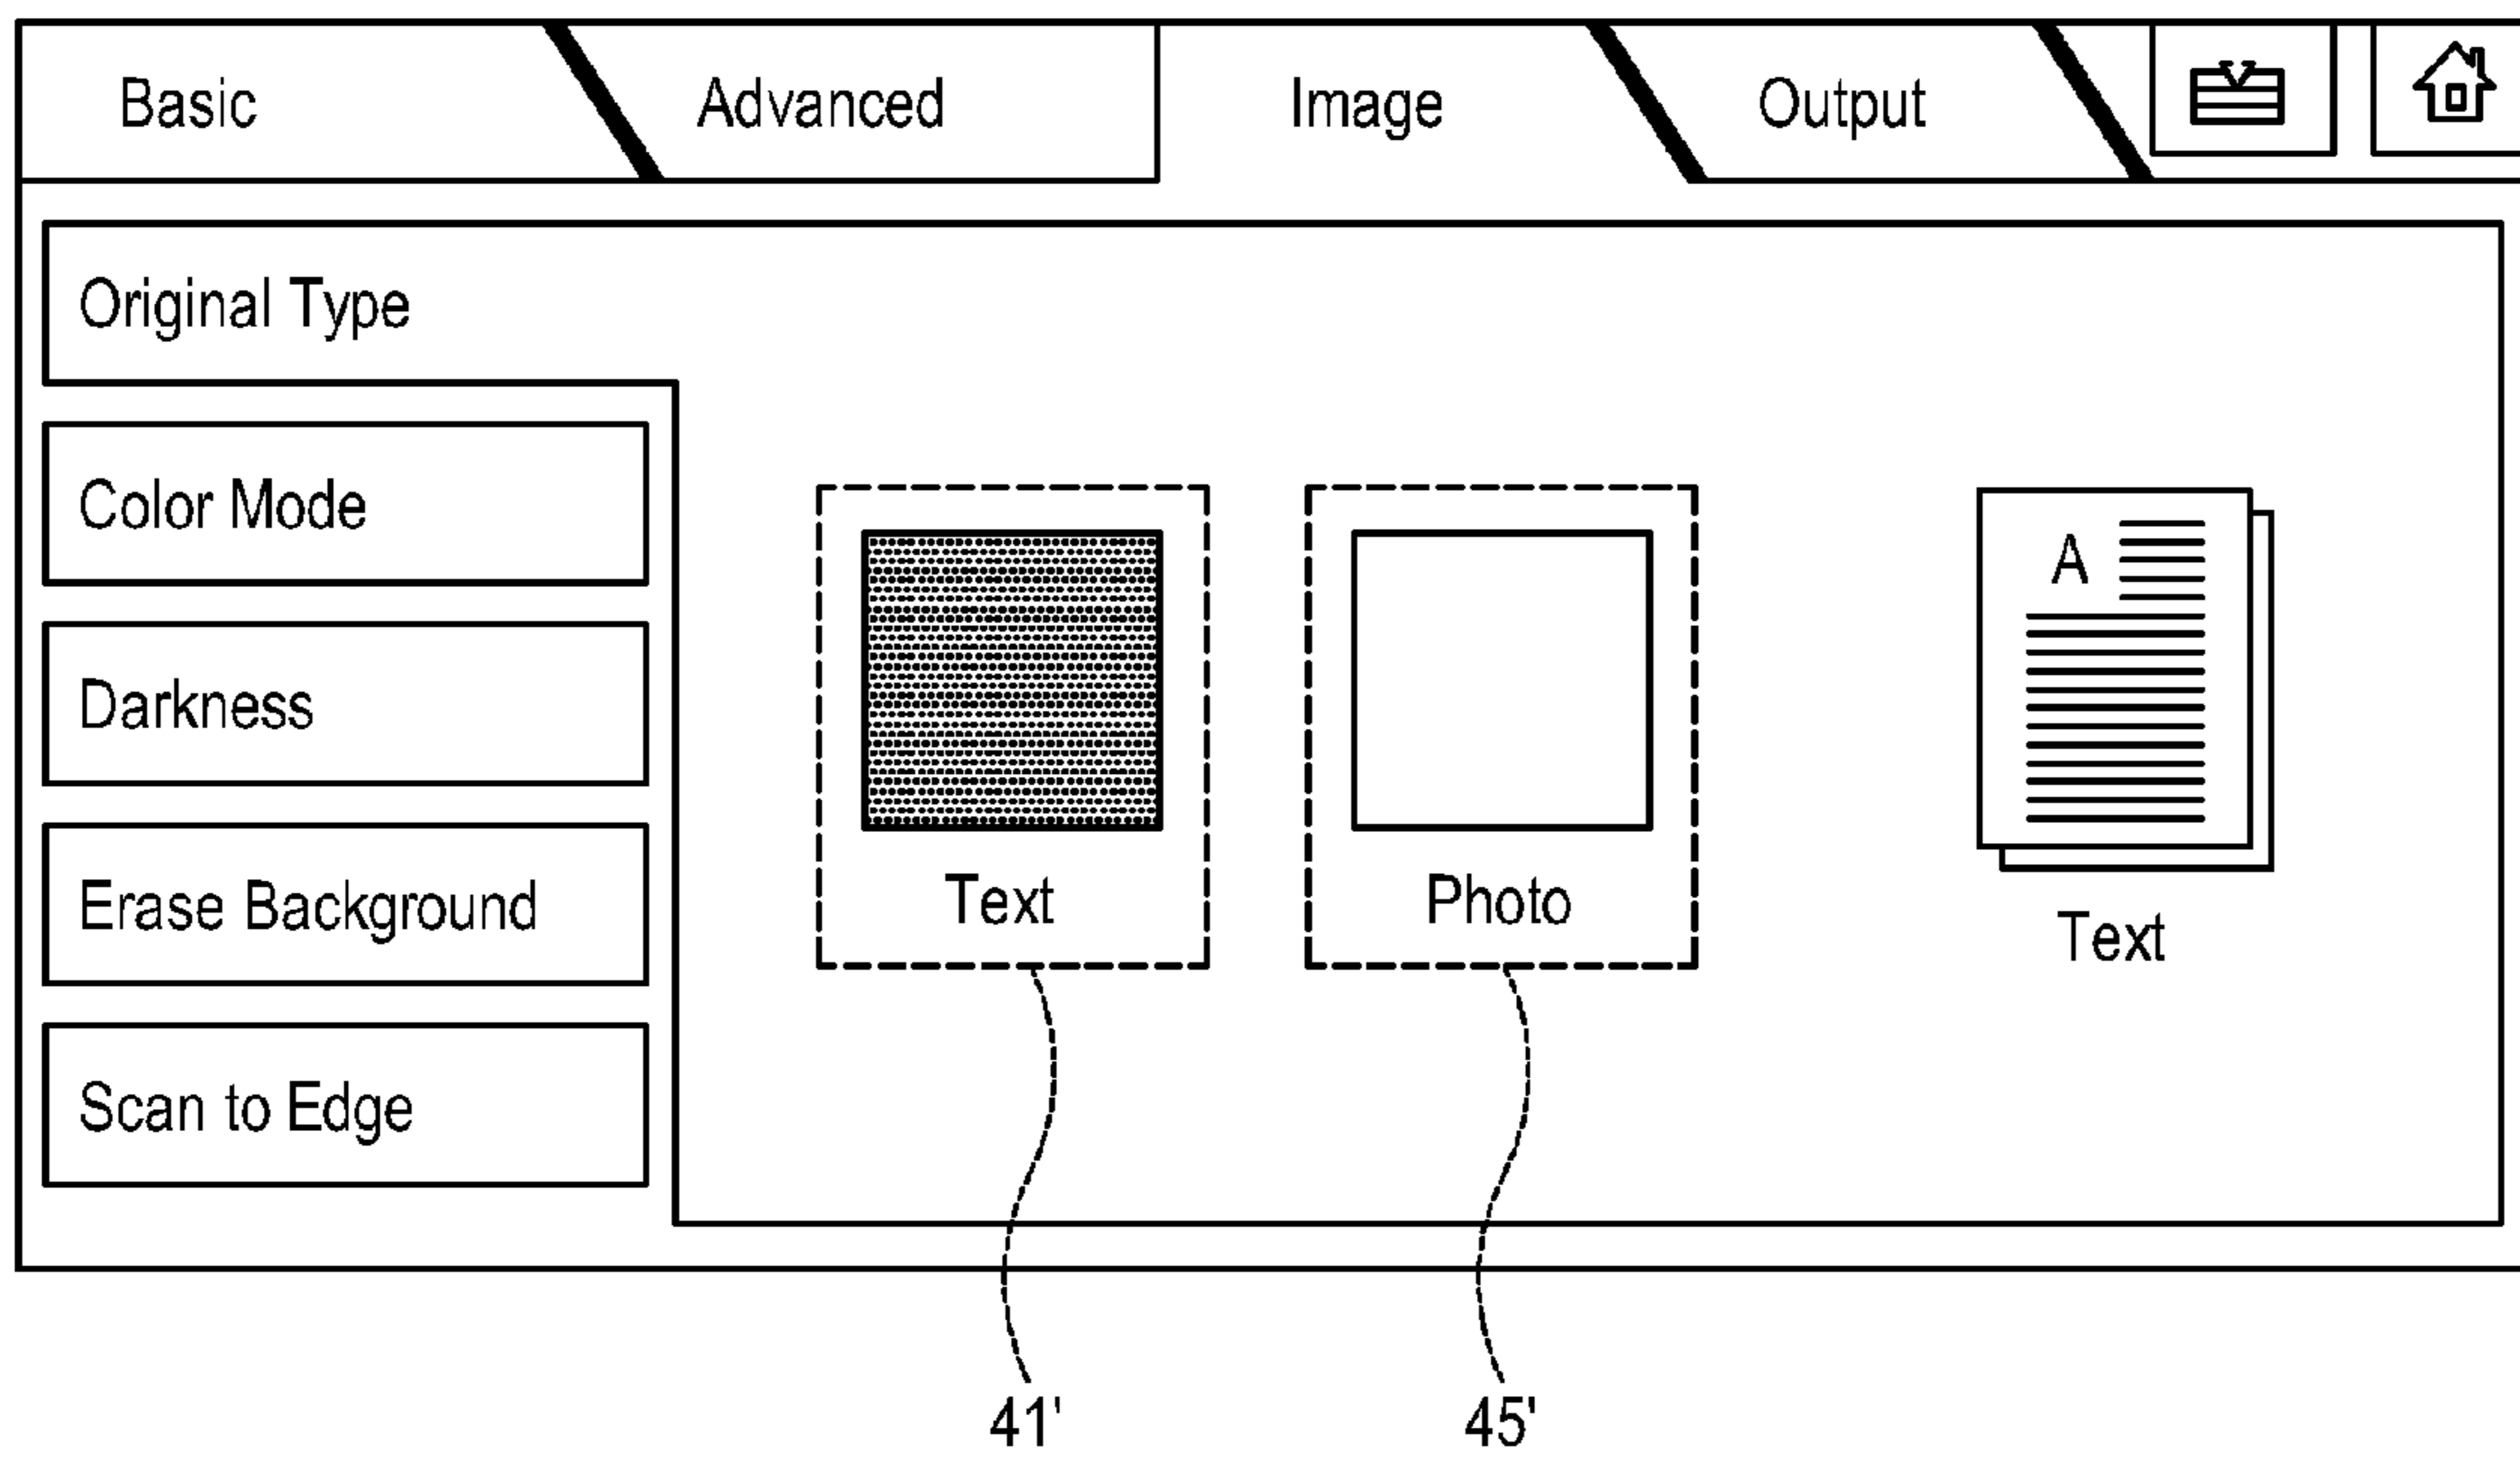 Basic
Advanced
Image
Output
Original Type
Color Mode
Darkness
Erase Background
Scan to Edge
Text
Photo
A
Text
41'
45'